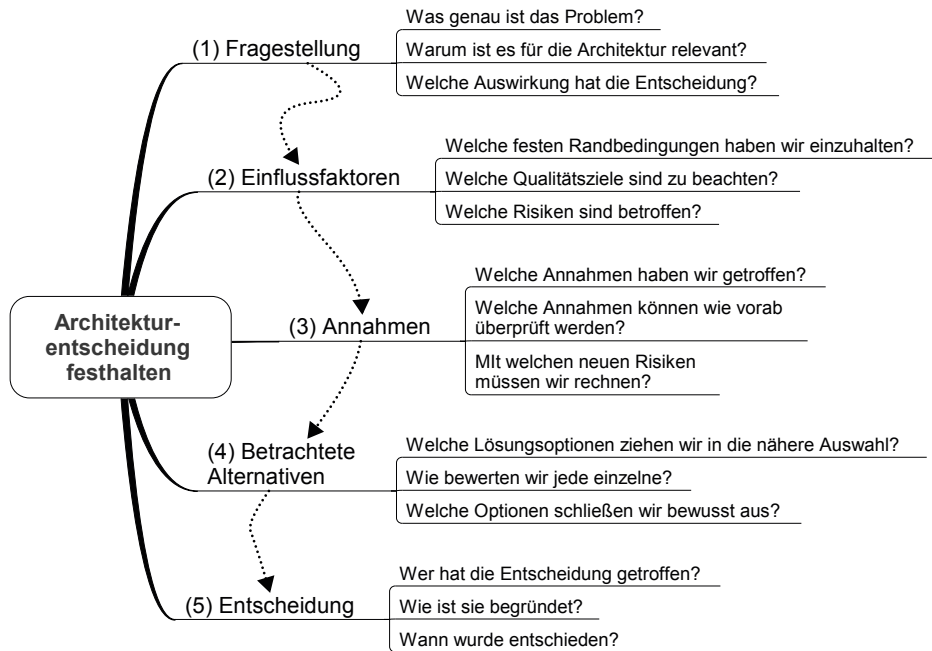 Architektur-
entscheidung
festhalten
(1) Fragestellung
Was genau ist das Problem?
Warum ist es für die Architektur relevant?
Welche Auswirkung hat die Entscheidung?
(2) Einflussfaktoren
Welche festen Randbedingungen haben wir einzuhalten?
Welche Qualitätsziele sind zu beachten?
Welche Risiken sind betroffen?
(3) Annahmen
Welche Annahmen haben wir getroffen?
Welche Annahmen können wie vorab
überprüft werden?
MIt welchen neuen Risiken
müssen wir rechnen?
(4) Betrachtete
Alternativen
Welche Lösungsoptionen ziehen wir in die nähere Auswahl?
Wie bewerten wir jede einzelne?
Welche Optionen schließen wir bewusst aus?
(5) Entscheidung
Wer hat die Entscheidung getroffen?
Wie ist sie begründet?
Wann wurde entschieden?